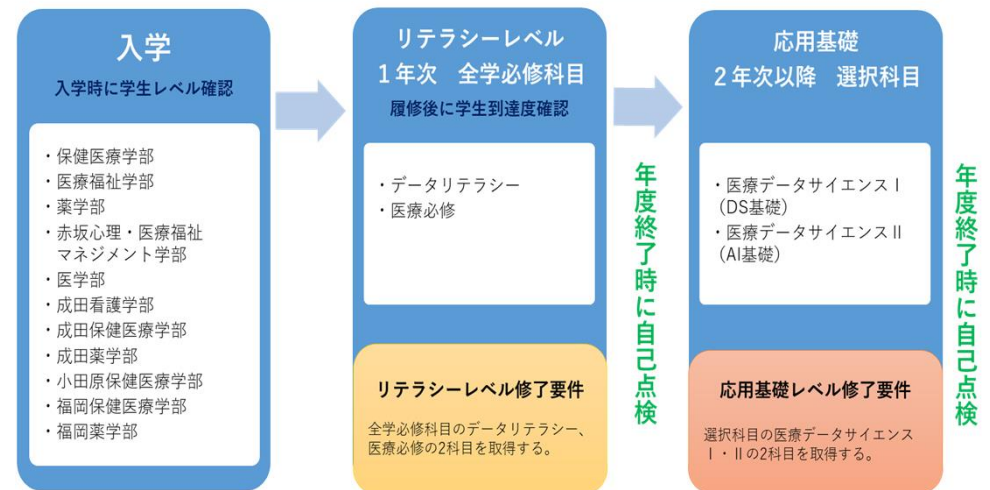 入学
入学時に学生レベル確認
・保健医療学部
・医療福祉学部
・薬学部
・赤坂心理・医療福祉
マネジメント学部
・医学部
・成田看護学部
・成田保健医療学部
・成田薬学部
・小田原保健医療学部
・福岡保健医療学部
・福岡薬学部
リテラシーレベル
1年次 全学必修科目
履修後に学生到達度確認
・データリテラシー
・医療必修
リテラシーレベル修了要件
全学必修科目のデータリテラシー、
医療必修の2科目を取得する。
年度終了時に自己点検
応用基礎
2年次以降 選択科目
・医療データサイエンスⅠ
（DS基礎）
・医療データサイエンスⅡ
（AI基礎）
応用基礎レベル修了要件
選択科目の医療データサイエンス
Ⅰ・Ⅱの2科目を取得する。
年度終了時に自己点検